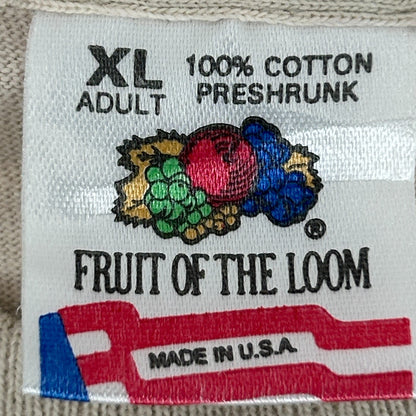 XL 100% COTTON
ADULT PRESHRUNK
®
FRUIT OF THE LOOM
MADE IN U.S.A.